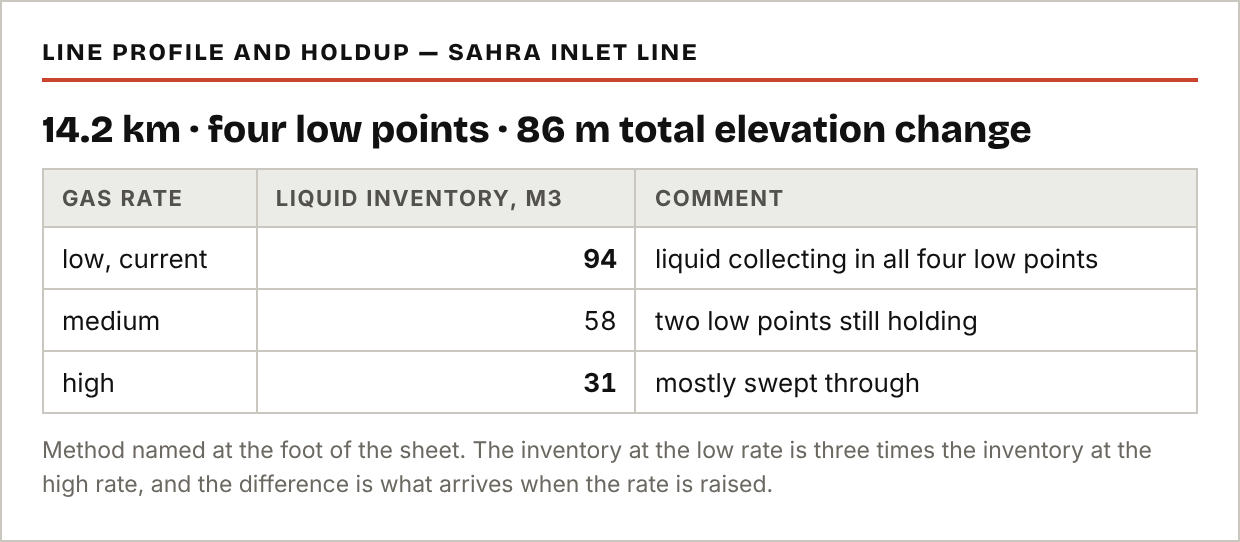 LINE PROFILE AND HOLDUP — SAHRA INLET LINE
14.2 km · four low points · 86 m total elevation change
GAS RATE LIQUID INVENTORY, M3 COMMENT
low, current 94 liquid collecting in all four low points
medium 58 two low points still holding
high 31 mostly swept through
Method named at the foot of the sheet. The inventory at the low rate is three times the inventory at the
high rate, and the difference is what arrives when the rate is raised.